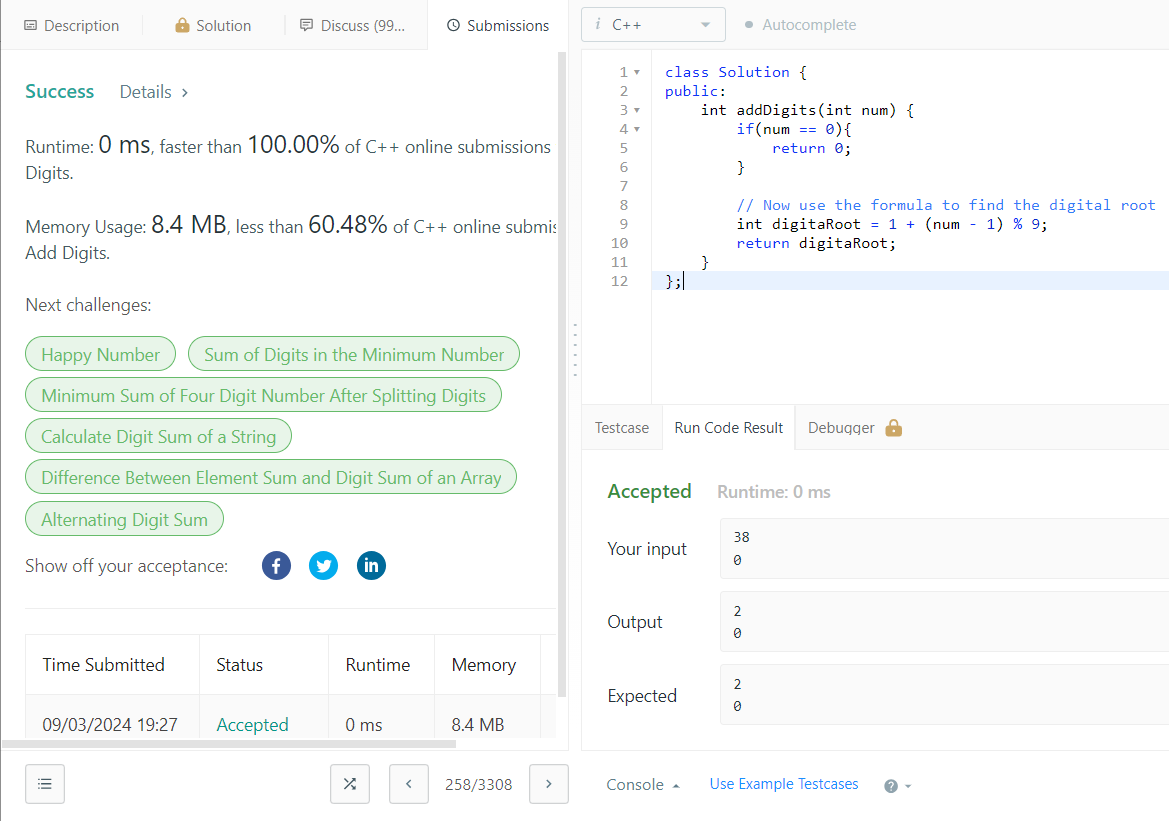 Description
Solution
Discuss (99...
Submissions
Success Details >
Runtime: 0 ms, faster than 100.00% of C++ online submissions
Digits.
Memory Usage: 8.4 MB, less than 60.48% of C++ online submis
Add Digits.
Next challenges:
Happy Number
Sum of Digits in the Minimum Number
Minimum Sum of Four Digit Number After Splitting Digits
Calculate Digit Sum of a String
Difference Between Element Sum and Digit Sum of an Array
Alternating Digit Sum
Show off your acceptance:
Time Submitted Status Runtime Memory
09/03/2024 19:27 Accepted 0 ms 8.4 MB
258/3308
i C++
Autocomplete
1 class Solution {
2 public:
3     int addDigits(int num) {
4         if(num == 0){
5             return 0;
6         }
7
8         // Now use the formula to find the digital root
9         int digitaRoot = 1 + (num - 1) % 9;
10         return digitaRoot;
11     }
12 };
Testcase
Run Code Result
Debugger
Accepted Runtime: 0 ms
Your input
38
0
Output
2
0
Expected
2
0
Console
Use Example Testcases
?